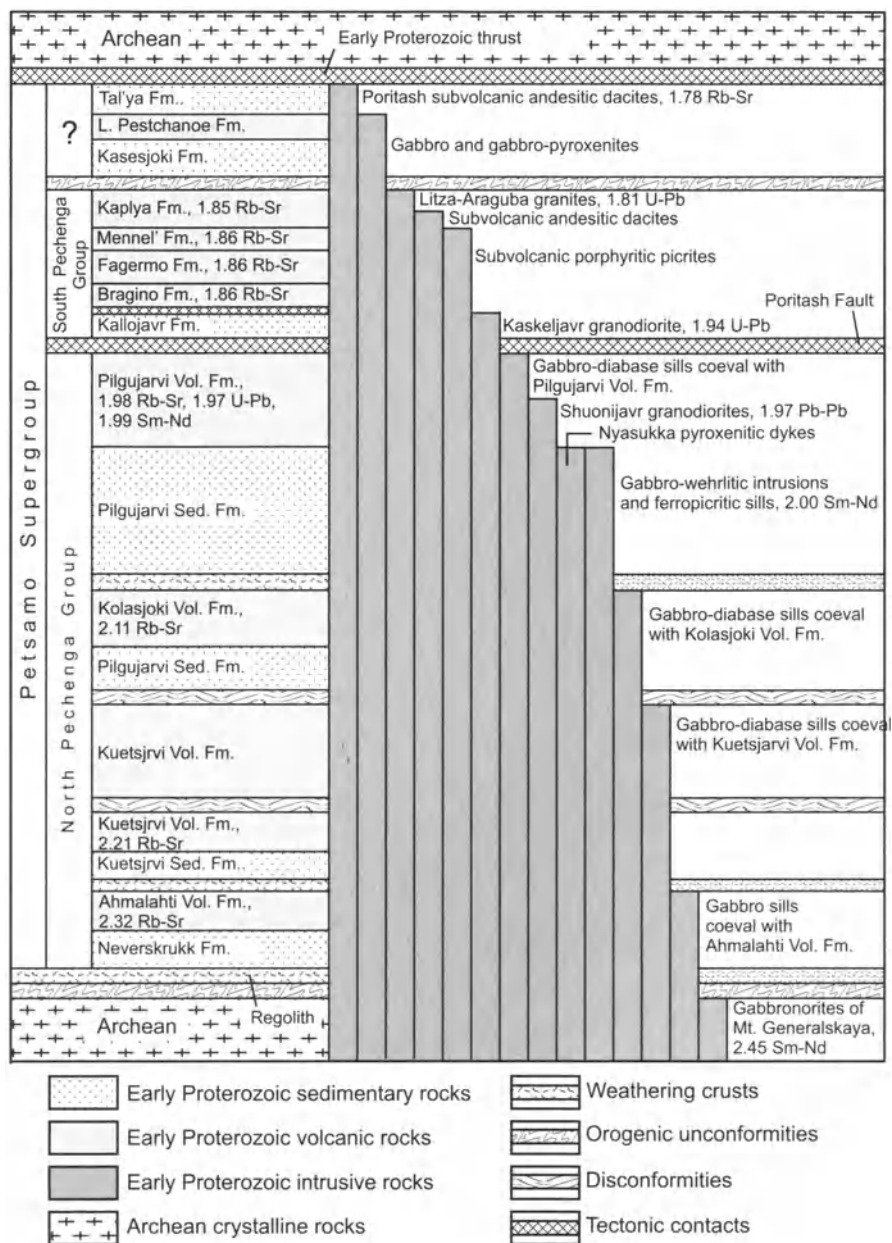 Archean
Early Proterozoic thrust
Petsamo Supergroup
?
Tal'ya Fm..
L. Pestchanoe Fm.
Kasesjoki Fm.
South Pechenga
Group
Kaplya Fm., 1.85 Rb-Sr
Mennel' Fm., 1.86 Rb-Sr
Fagermo Fm., 1.86 Rb-Sr
Bragino Fm., 1.86 Rb-Sr
Kallojavr Fm.
North Pechenga Group
Pilgujarvi Vol. Fm.,
1.98 Rb-Sr, 1.97 U-Pb,
1.99 Sm-Nd
Pilgujarvi Sed. Fm.
Kolasjoki Vol. Fm.,
2.11 Rb-Sr
Pilgujarvi Sed. Fm.
Kuetsjrvi Vol. Fm.
Kuetsjrvi Vol. Fm.,
2.21 Rb-Sr
Kuetsjrvi Sed. Fm..
Ahmalahti Vol. Fm.,
2.32 Rb-Sr
Neverskrukk Fm.
Archean
Regolith
Poritash subvolcanic andesitic dacites, 1.78 Rb-Sr
Gabbro and gabbro-pyroxenites
Litza-Araguba granites, 1.81 U-Pb
Subvolcanic andesitic dacites
Subvolcanic porphyritic picrites
Poritash Fault
Kaskeljavr granodiorite, 1.94 U-Pb
Gabbro-diabase sills coeval with
Pilgujarvi Vol. Fm.
Shuonijavr granodiorites, 1.97 Pb-Pb
Nyasukka pyroxenitic dykes
Gabbro-wehrlitic intrusions
and ferropicritic sills, 2.00 Sm-Nd
Gabbro-diabase sills coeval
with Kolasjoki Vol. Fm.
Gabbro-diabase sills coeval
with Kuetsjarvi Vol. Fm.
Gabbro sills
coeval with
Ahmalahti Vol. Fm.
Gabbronorites of
Mt. Generalskaya,
2.45 Sm-Nd
Early Proterozoic sedimentary rocks
Early Proterozoic volcanic rocks
Early Proterozoic intrusive rocks
Archean crystalline rocks
Weathering crusts
Orogenic unconformities
Disconformities
Tectonic contacts